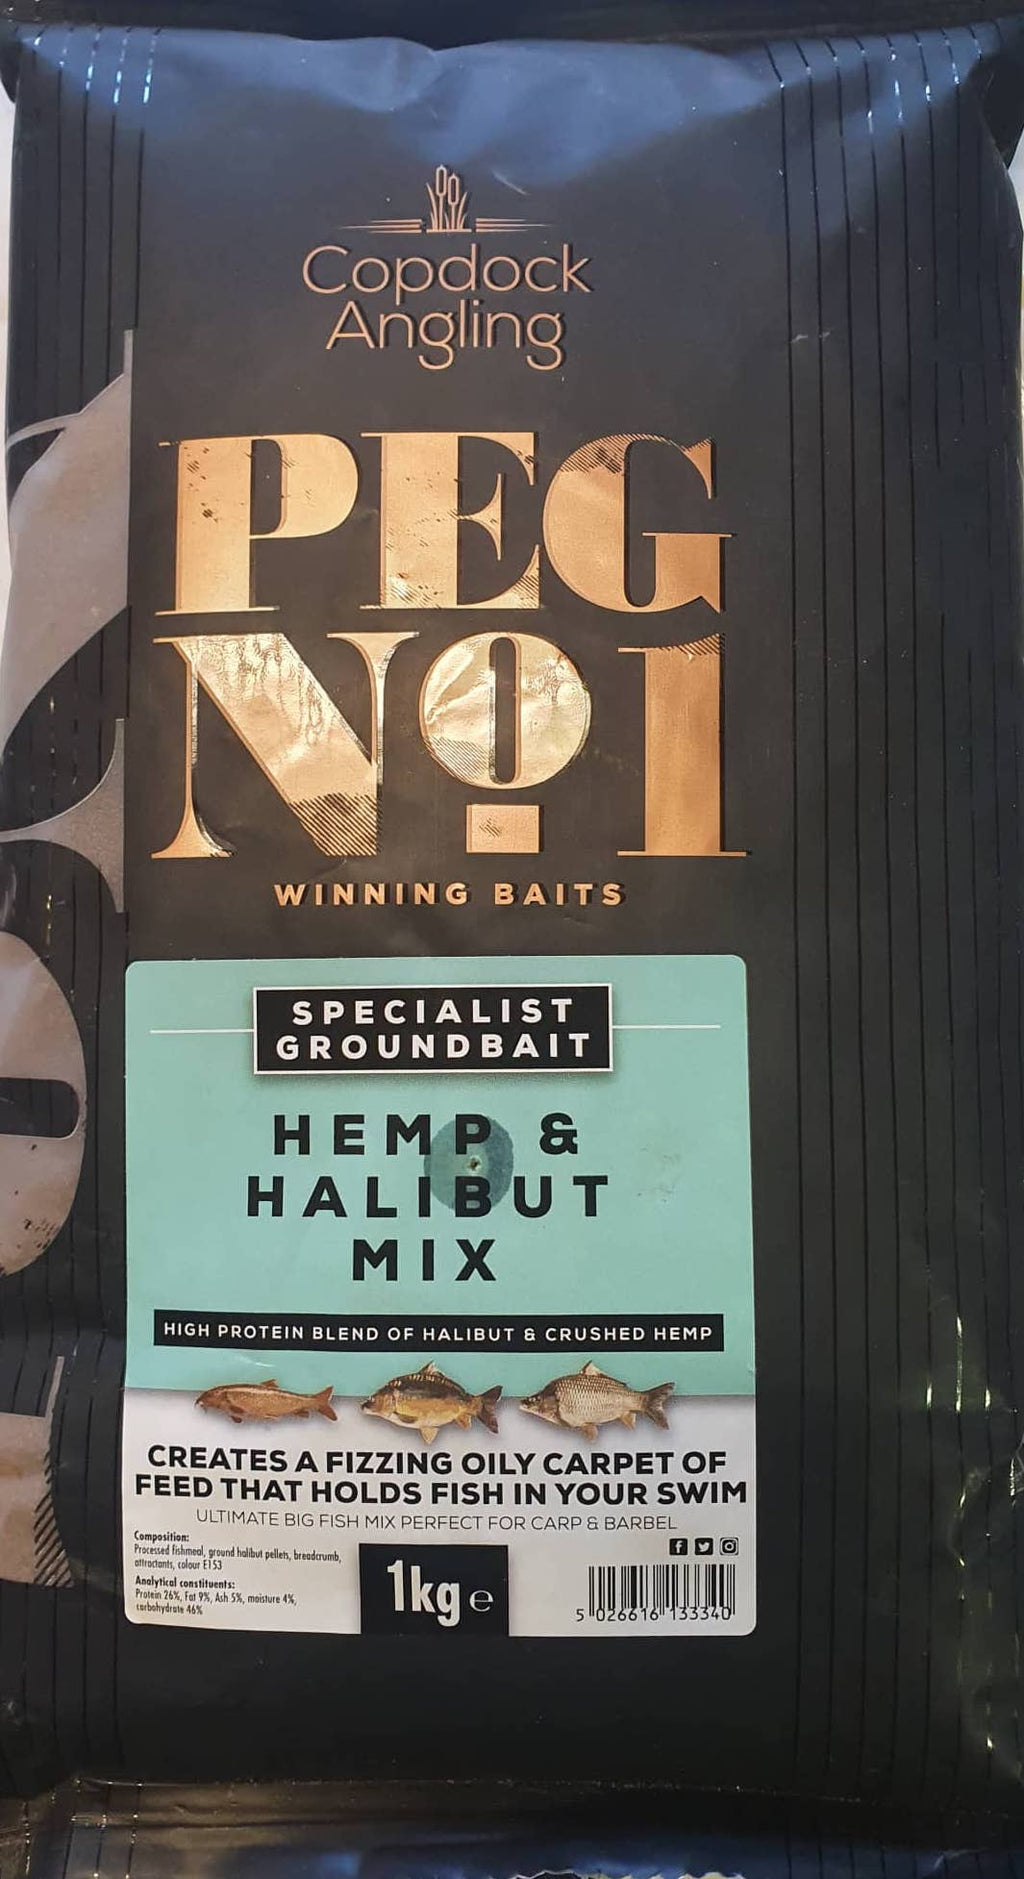 Copdock
Angling
PEG
Nº1
WINNING BAITS
SPECIALIST
GROUNDBAIT
HEMP &
HALIBUT
MIX
HIGH PROTEIN BLEND OF HALIBUT & CRUSHED HEMP
CREATES A FIZZING OILY CARPET OF
FEED THAT HOLDS FISH IN YOUR SWIM
ULTIMATE BIG FISH MIX PERFECT FOR CARP & BARBEL
Composition:
Processed fishmeal, ground halibut pellets, breadcrumb,
attractants, colour E153
Analytical constituents:
Protein 26%, Fat 9%, Ash 5%, moisture 4%,
carbohydrate 46%
1kg e
5 026616 133340